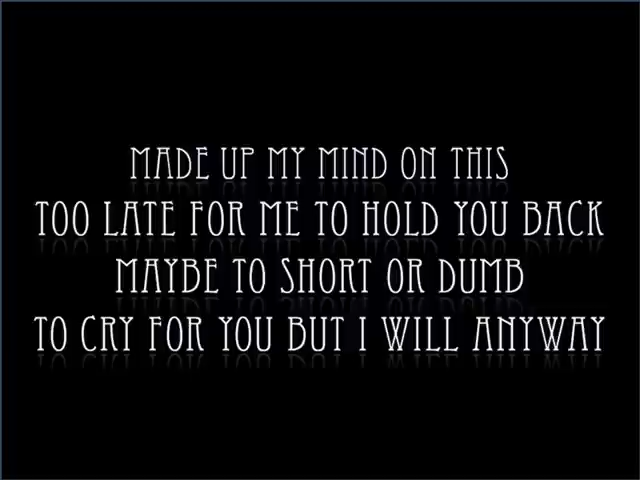 MADE UP MY MIND ON THIS
TOO LATE FOR ME TO HOLD YOU BACK
MAYBE TO SHORT OR DUMB
TO CRY FOR YOU BUT I WILL ANYWAY